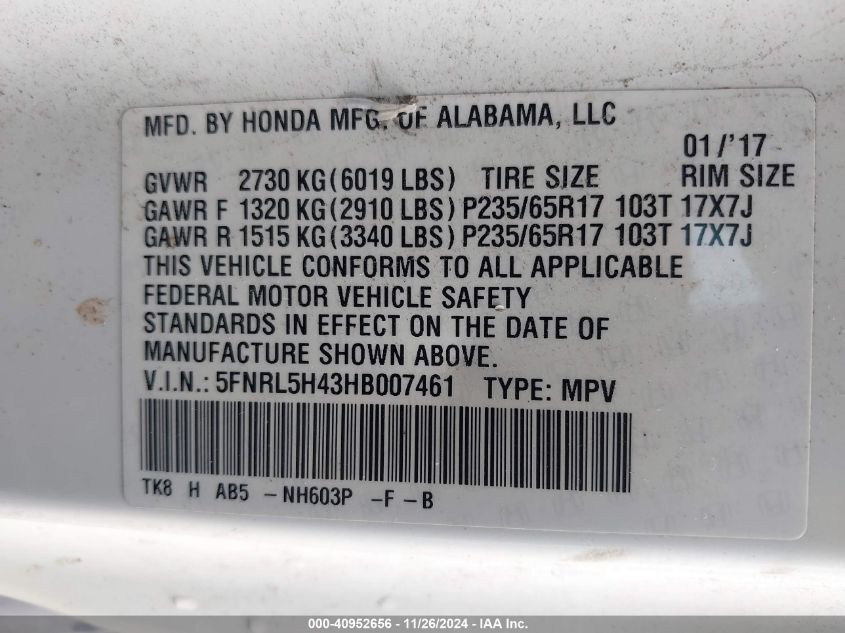 MFD. BY HONDA MFG. OF ALABAMA, LLC
01/'17
GVWR 2730 KG(6019 LBS) TIRE SIZE RIM SIZE
GAWR F 1320 KG(2910 LBS) P235/65R17 103T 17X7J
GAWR R 1515 KG(3340 LBS) P235/65R17 103T 17X7J
THIS VEHICLE CONFORMS TO ALL APPLICABLE
FEDERAL MOTOR VEHICLE SAFETY
STANDARDS IN EFFECT ON THE DATE OF
MANUFACTURE SHOWN ABOVE.
V.I.N.: 5FNRL5H43HB007461 TYPE: MPV
TK8 H AB5 -NH603P -F -B
000-40952656 - 11/26/2024 - IAA Inc.